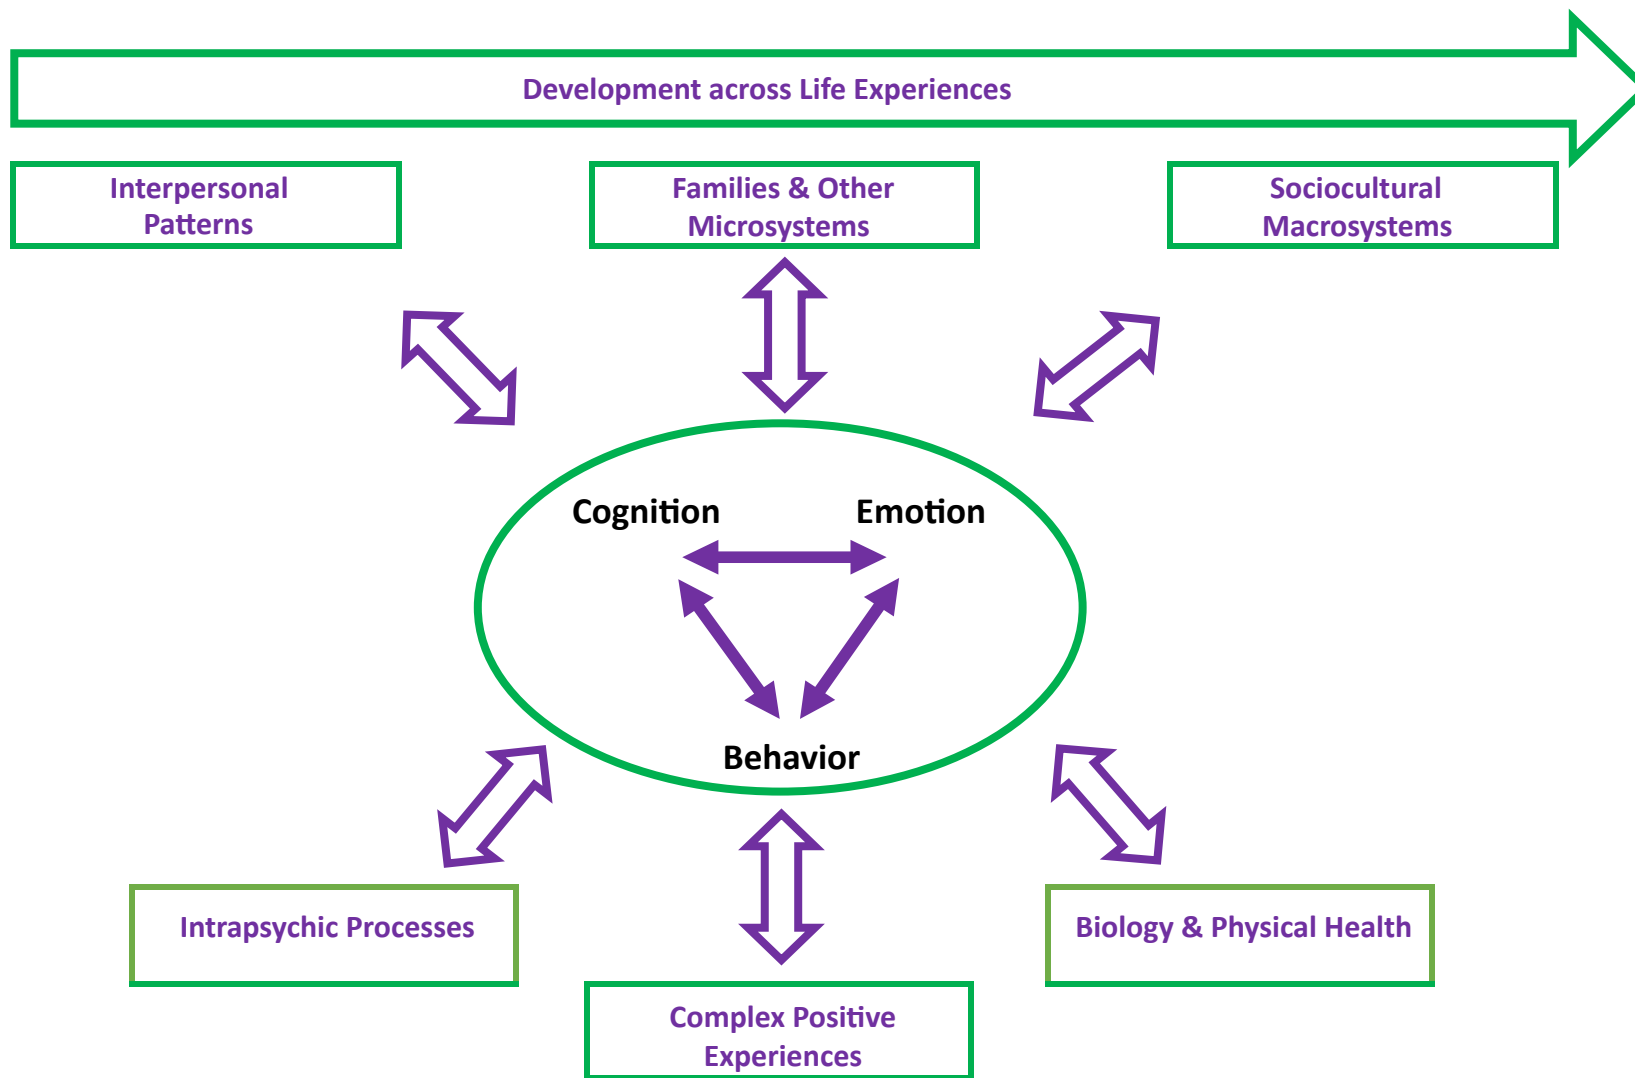 Development across Life Experiences
Interpersonal
Patterns
Families & Other
Microsystems
Sociocultural
Macrosystems
Cognition
Emotion
Behavior
Intrapsychic Processes
Biology & Physical Health
Complex Positive
Experiences